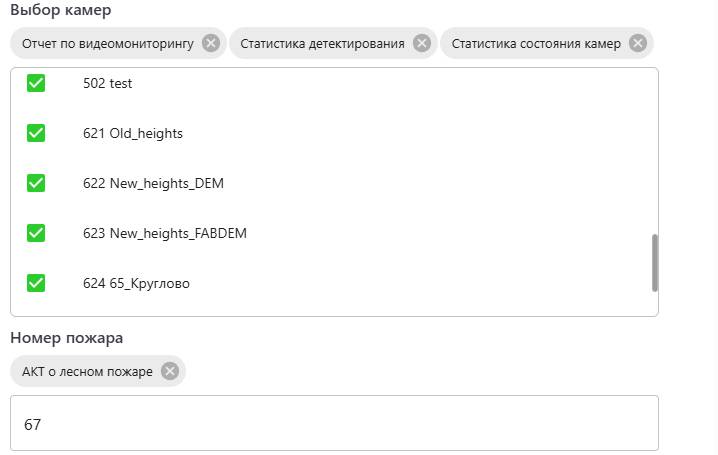 Выбор камер
Отчет по видеомониторингу Статистика детектирования Статистика состояния камер
502 test
621 Old_heights
622 New_heights_DEM
623 New_heights_FABDEM
624 65_Круглово
Номер пожара
АКТ о лесном пожаре
67